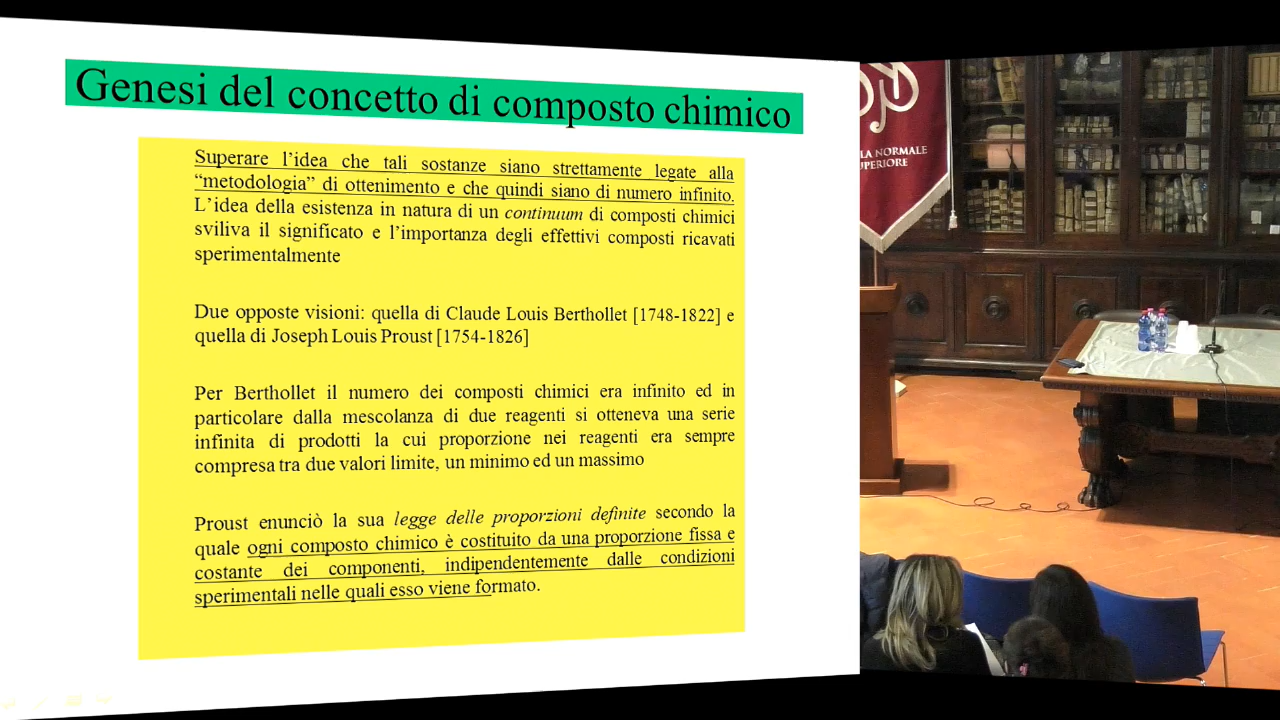 Genesi del concetto di composto chimico
Superare l’idea che tali sostanze siano strettamente legate alla
“metodologia” di ottenimento e che quindi siano di numero infinito.
L’idea della esistenza in natura di un continuum di composti chimici
sviliva il significato e l’importanza degli effettivi composti ricavati
sperimentalmente
Due opposte visioni: quella di Claude Louis Berthollet [1748-1822] e
quella di Joseph Louis Proust [1754-1826]
Per Berthollet il numero dei composti chimici era infinito ed in
particolare dalla mescolanza di due reagenti si otteneva una serie
infinita di prodotti la cui proporzione nei reagenti era sempre
compresa tra due valori limite, un minimo ed un massimo
Proust enunciò la sua legge delle proporzioni definite secondo la
quale ogni composto chimico è costituito da una proporzione fissa e
costante dei componenti, indipendentemente dalle condizioni
sperimentali nelle quali esso viene formato.
LA NORMALE
PERIORE